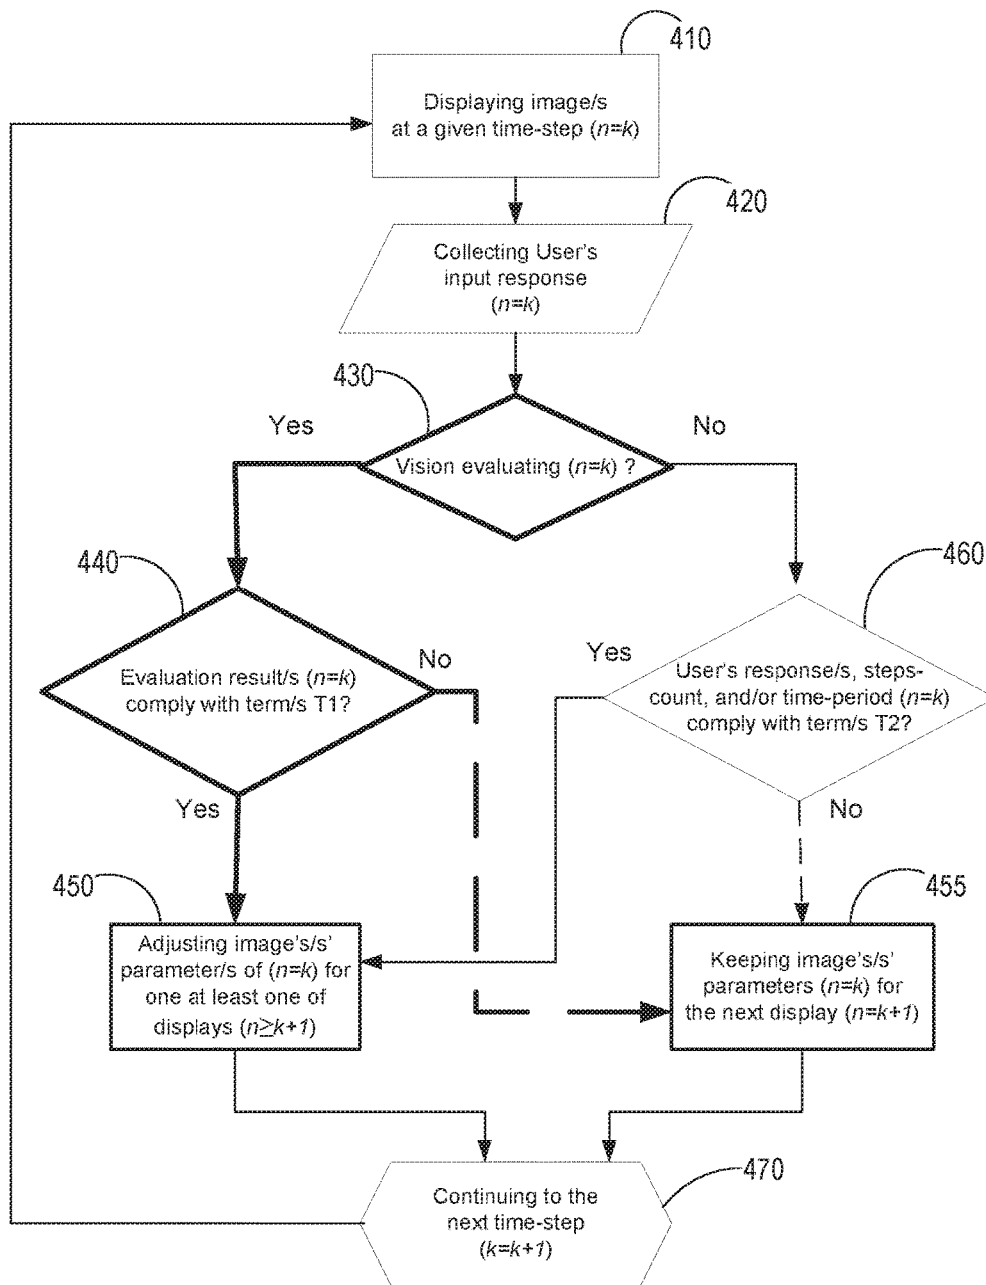 410
Displaying image/s
at a given time-step (n=k)
420
Collecting User's
input response
(n=k)
430
Yes
No
Vision evaluating (n=k) ?
440
460
Evaluation result/s (n=k)
comply with term/s T1?
No
Yes
User's response/s, steps-
count, and/or time-period (n=k)
comply with term/s T2?
Yes
No
450
455
Adjusting image's/s'
parameter/s of (n=k) for
one at least one of
displays (n≥k+1)
Keeping image's/s'
parameters (n=k) for
the next display (n=k+1)
470
Continuing to the
next time-step
(k=k+1)